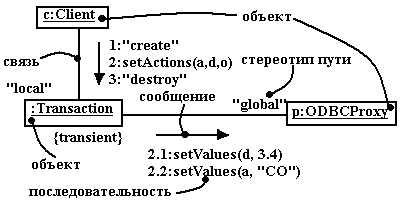 c:Client
объект
связь
1:"create"
2:setActions(a,d,o)
3:"destroy"
стереотип пути
"local"
сообщение
"global"
:Transaction
p:ODBCProxy
{transient}
объект
2.1:setValues(d, 3.4)
2.2:setValues(a, "CO")
последовательность